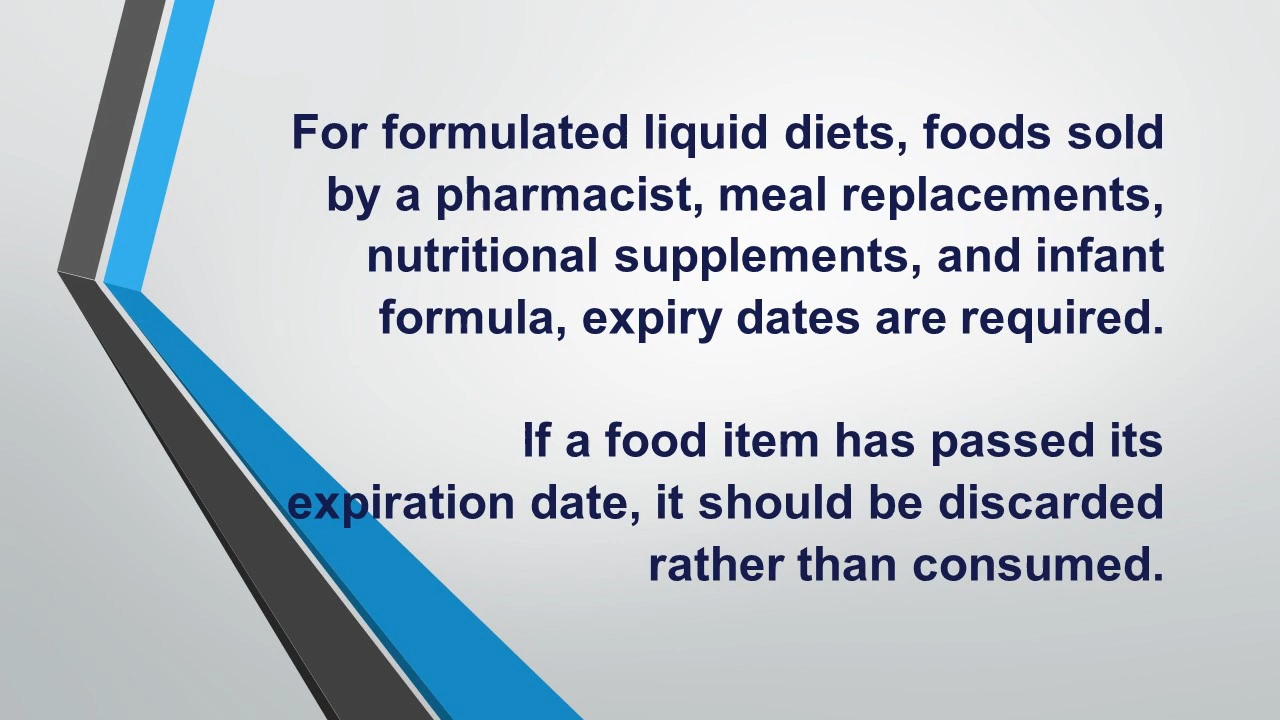 For formulated liquid diets, foods sold
by a pharmacist, meal replacements,
nutritional supplements, and infant
formula, expiry dates are required.
If a food item has passed its
expiration date, it should be discarded
rather than consumed.